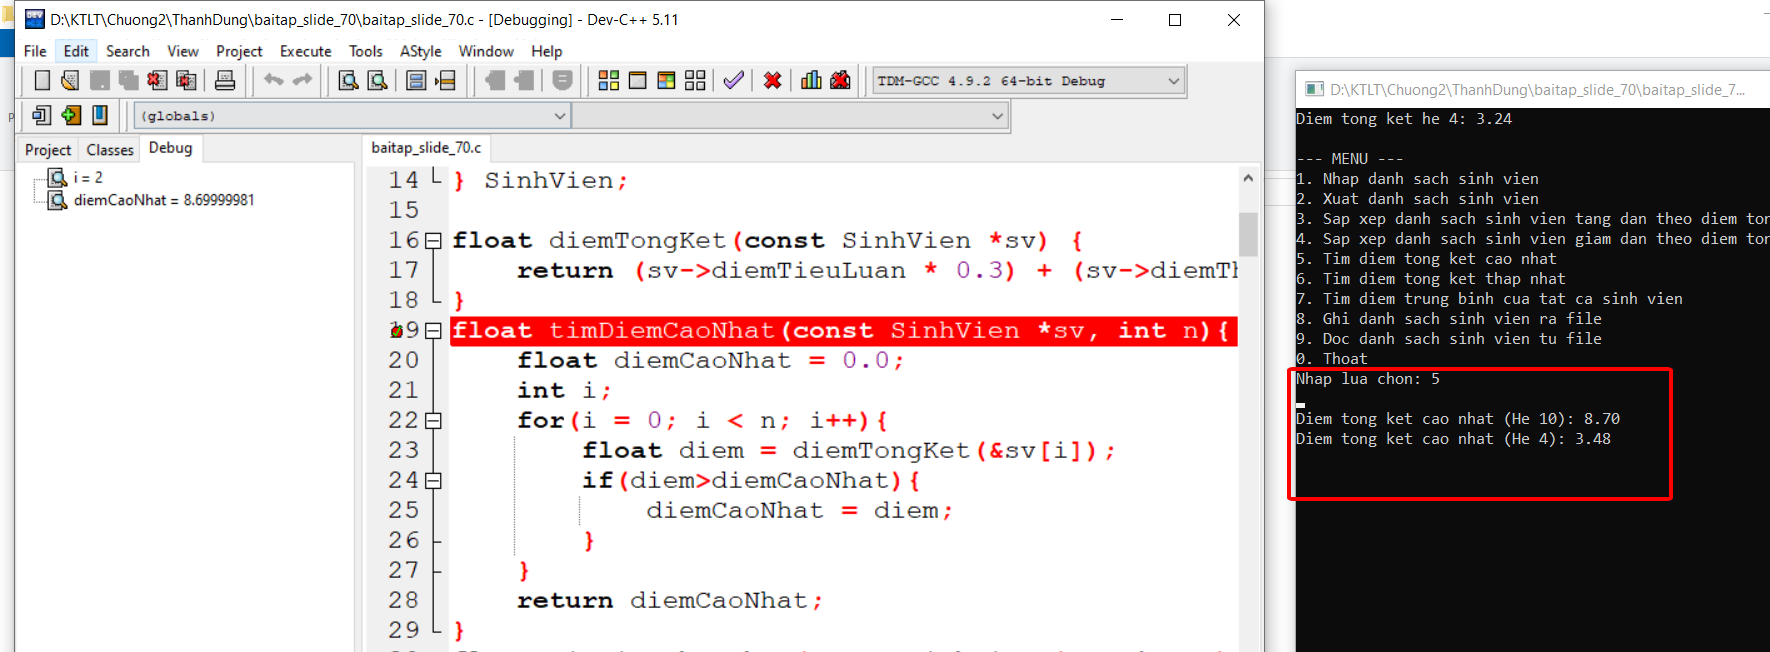 D:\KTLT\Chuong2\ThanhDung\baitap_slide_70\baitap_slide_70.c - [Debugging] - Dev-C++ 5.11
File Edit Search View Project Execute Tools AStyle Window Help
TDM-GCC 4.9.2 64-bit Debug
(globals)
Project Classes Debug
i = 2
diemCaoNhat = 8.69999981
baitap_slide_70.c
14 } SinhVien;
15
16 float diemTongKet(const SinhVien *sv) {
17 return (sv->diemTieuLuan * 0.3) + (sv->diemTh
18 }
19 float timDiemCaoNhat(const SinhVien *sv, int n){
20 float diemCaoNhat = 0.0;
21 int i;
22 for(i = 0; i < n; i++){
23 float diem = diemTongKet(&sv[i]);
24 if(diem>diemCaoNhat){
25 diemCaoNhat = diem;
26 }
27 }
28 return diemCaoNhat;
29 }
D:\KTLT\Chuong2\ThanhDung\baitap_slide_70\baitap_slide_7...
Diem tong ket he 4: 3.24
--- MENU ---
1. Nhap danh sach sinh vien
2. Xuat danh sach sinh vien
3. Sap xep danh sach sinh vien tang dan theo diem ton
4. Sap xep danh sach sinh vien giam dan theo diem ton
5. Tim diem tong ket cao nhat
6. Tim diem tong ket thap nhat
7. Tim diem trung binh cua tat ca sinh vien
8. Ghi danh sach sinh vien ra file
9. Doc danh sach sinh vien tu file
0. Thoat
Nhap lua chon: 5
Diem tong ket cao nhat (He 10): 8.70
Diem tong ket cao nhat (He 4): 3.48